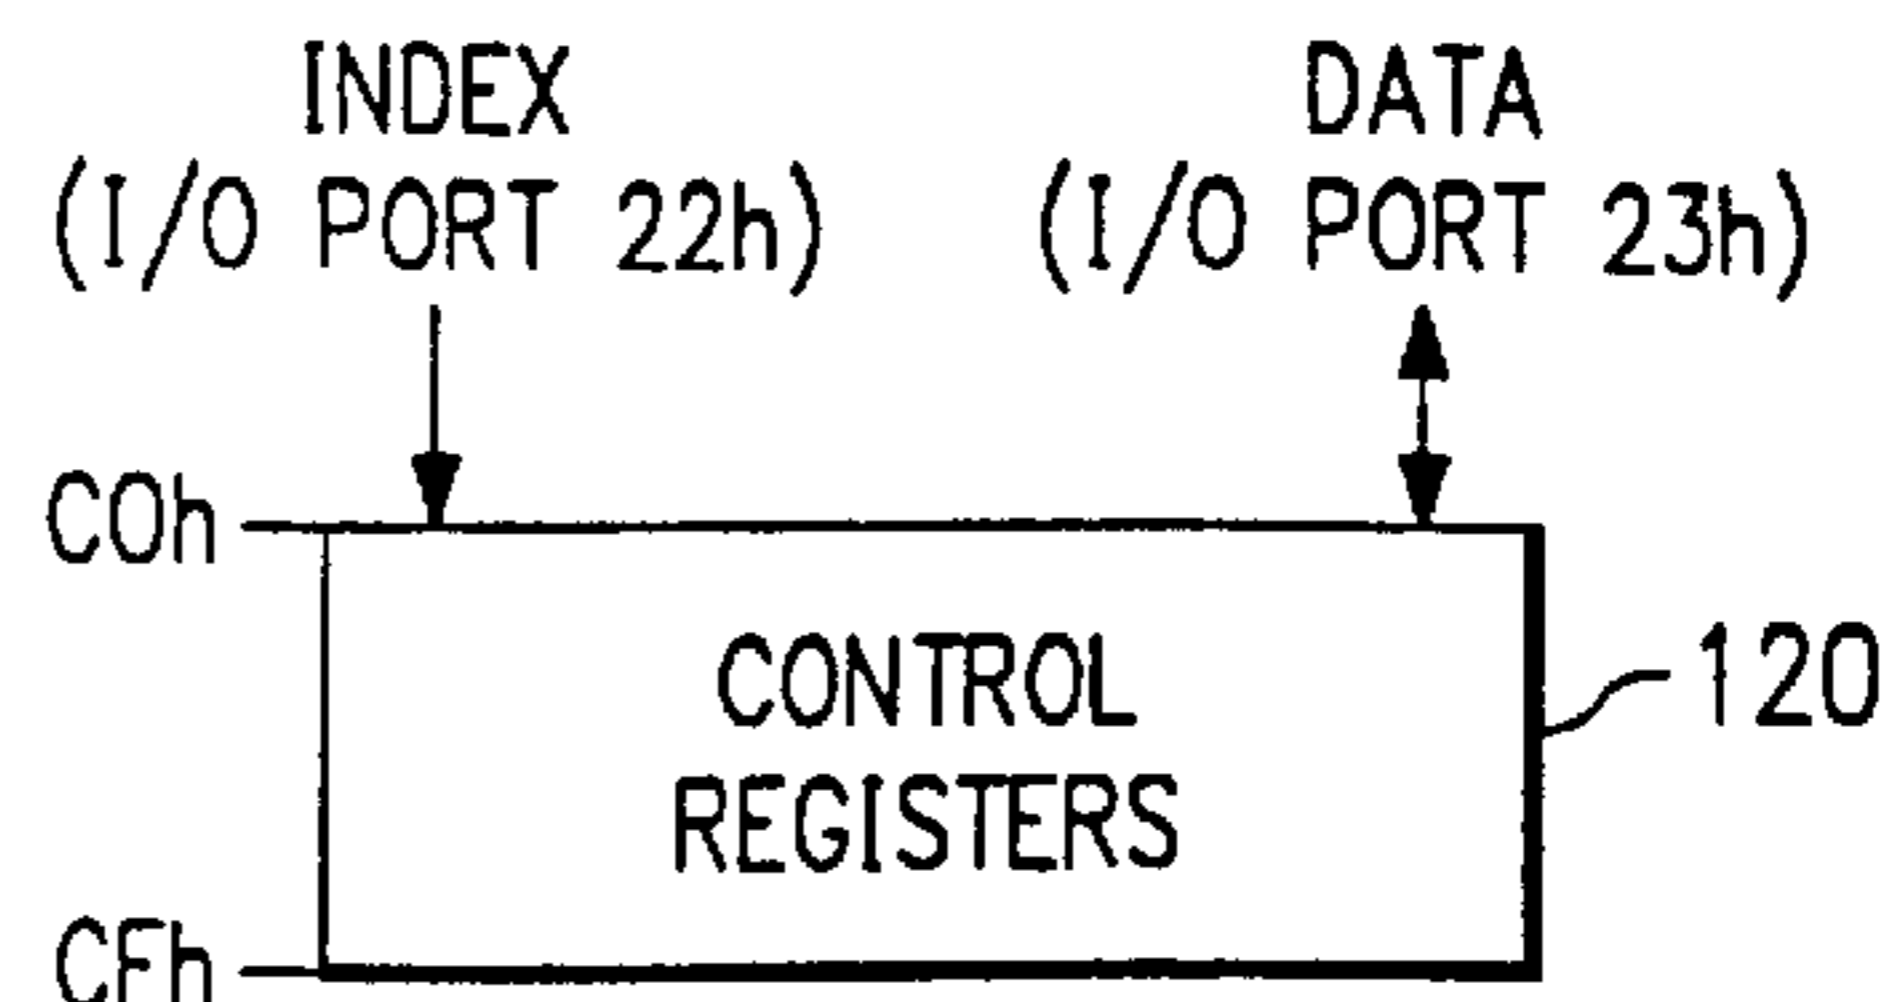 INDEX
(I/O PORT 22h)
DATA
(I/O PORT 23h)
C0h
CONTROL
REGISTERS
120
CFh